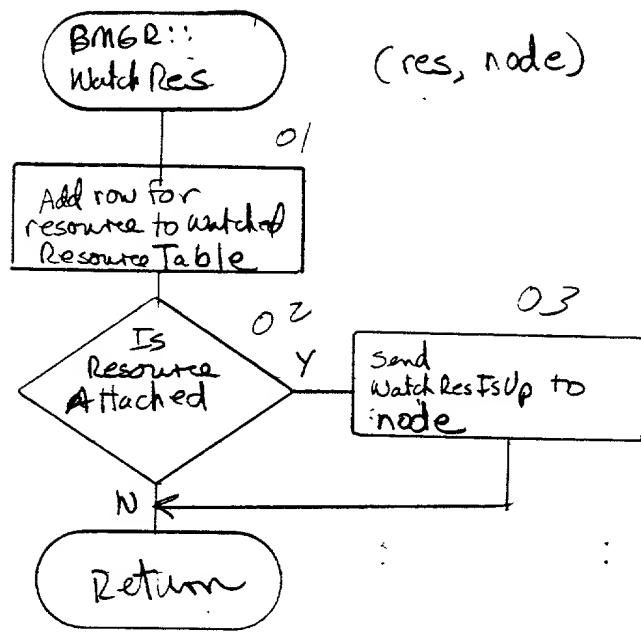 BMGR::
WatchRes
(res, node)
01
Add row for
resource to watched
Resource Table
02
Is
Resource
Attached
Y
03
Send
WatchResIsUp to
node
N
Return